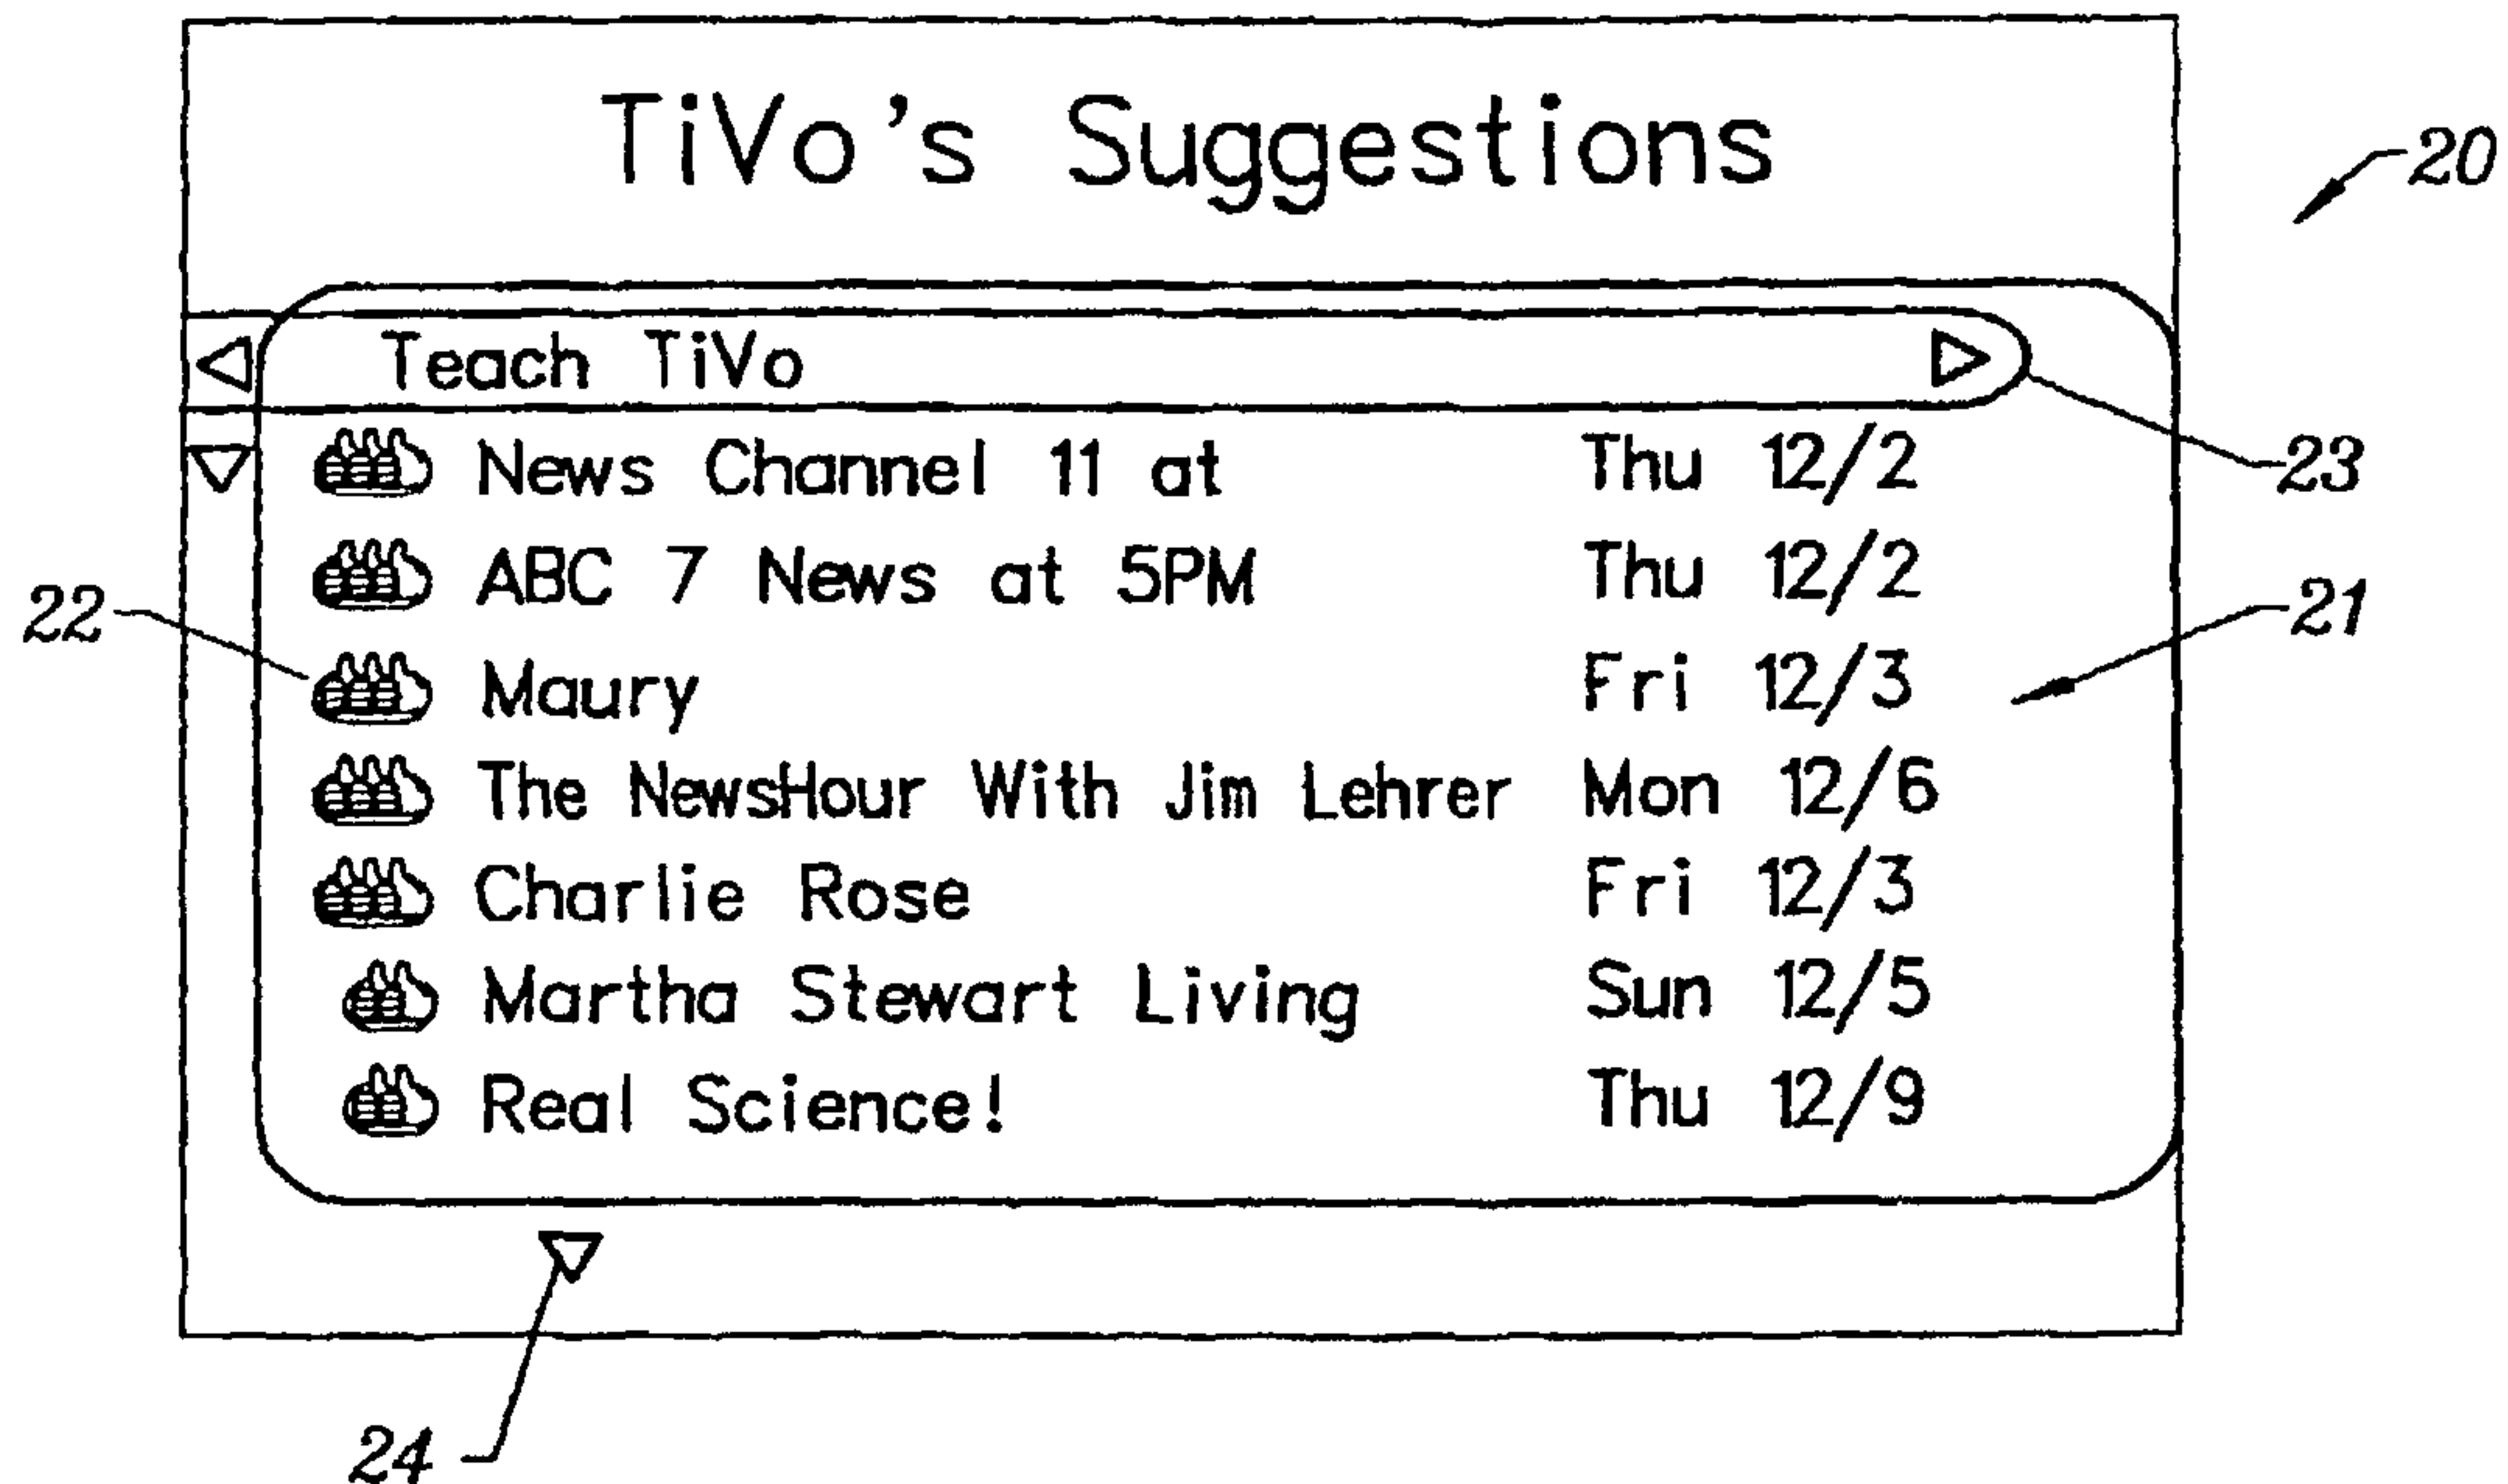 TiVo's Suggestions
20
Teach TiVo
23
News Channel 11 at Thu 12/2
ABC 7 News at 5PM Thu 12/2
22
21
Maury Fri 12/3
The NewsHour With Jim Lehrer Mon 12/6
Charlie Rose Fri 12/3
Martha Stewart Living Sun 12/5
Real Science! Thu 12/9
24